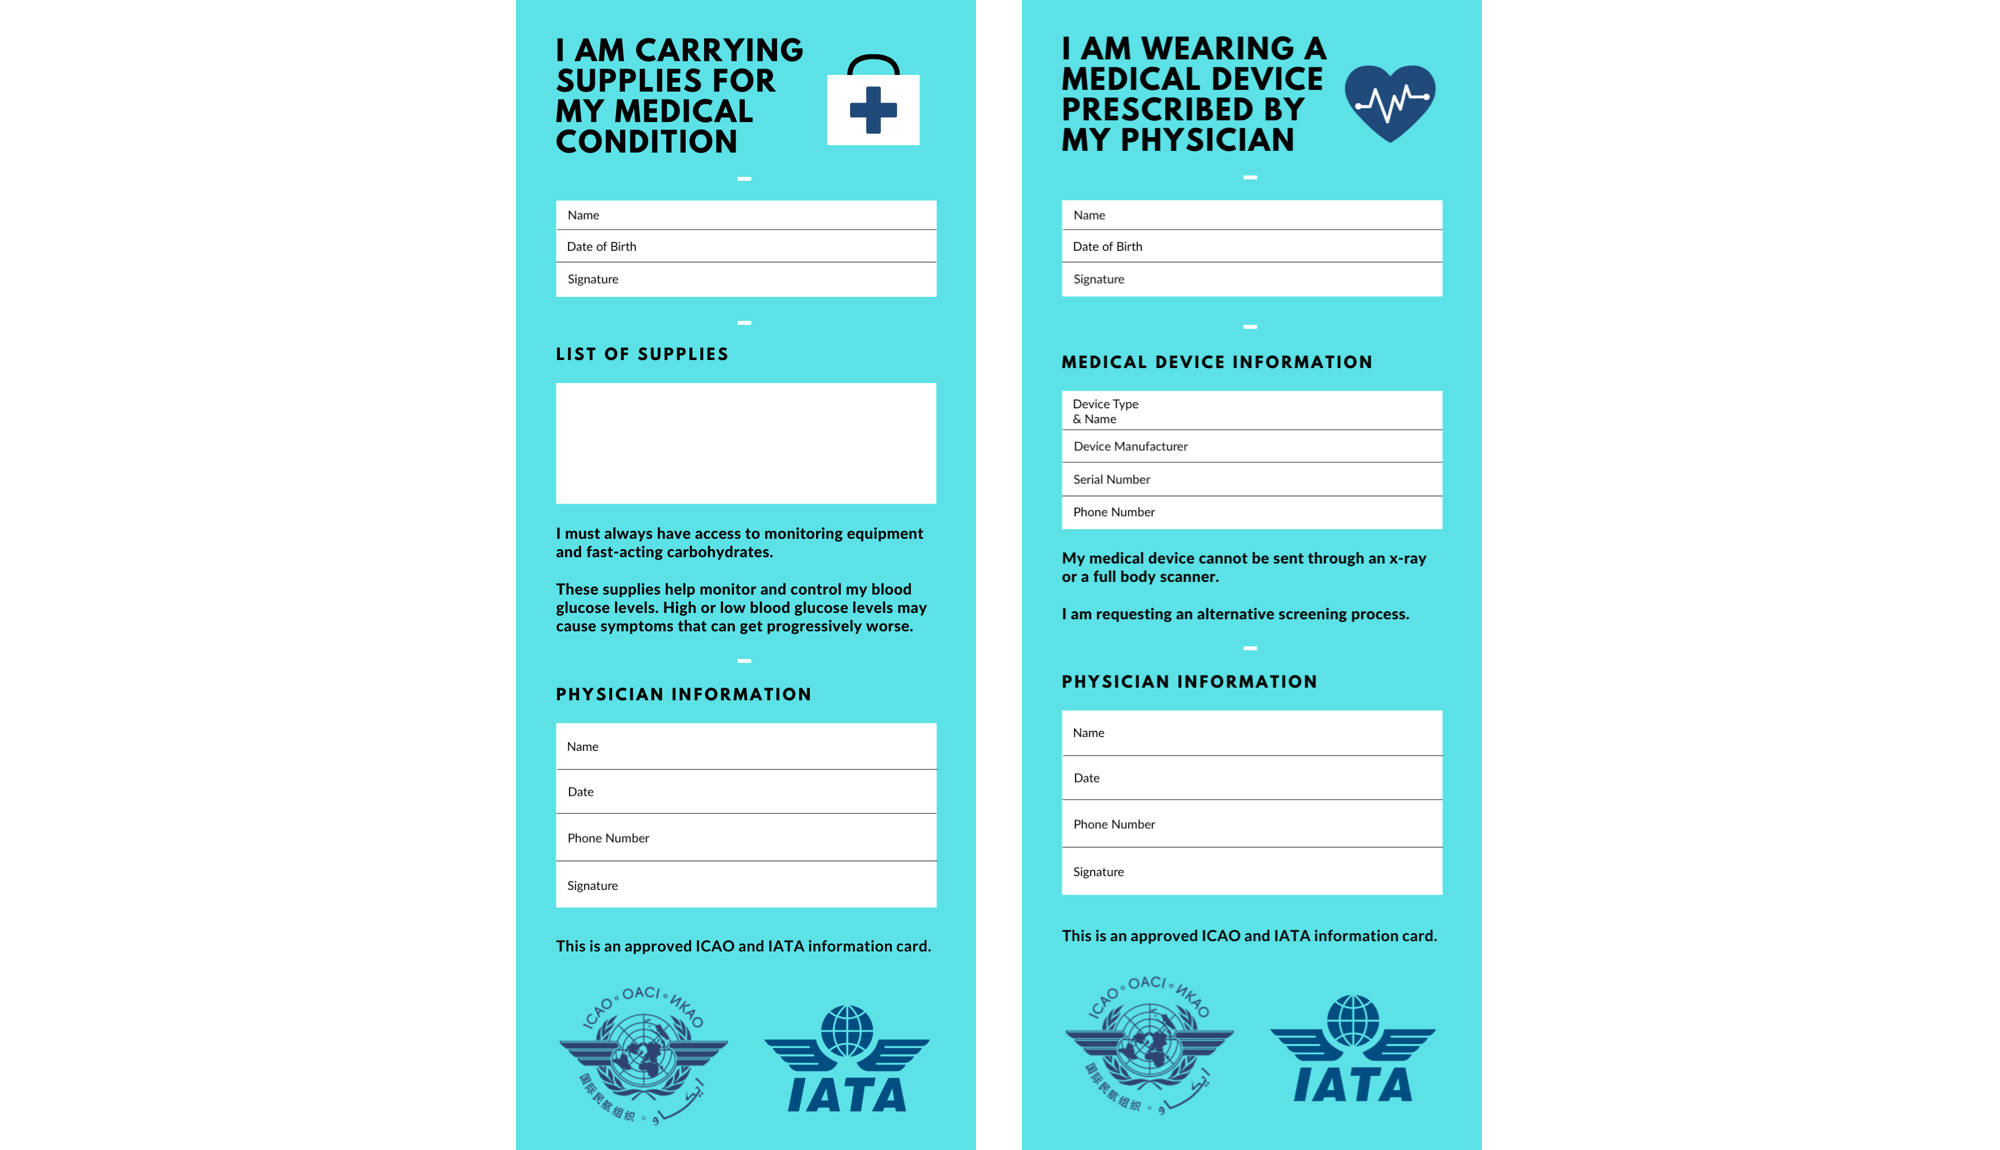 I AM CARRYING
SUPPLIES FOR
MY MEDICAL
CONDITION
Name
Date of Birth
Signature
LIST OF SUPPLIES
I must always have access to monitoring equipment
and fast-acting carbohydrates.
These supplies help monitor and control my blood
glucose levels. High or low blood glucose levels may
cause symptoms that can get progressively worse.
PHYSICIAN INFORMATION
Name
Date
Phone Number
Signature
This is an approved ICAO and IATA information card.
ICAO ◦ OACI ◦ ИКАО
国际民航组织 ◦ إيكاو
IATA
I AM WEARING A
MEDICAL DEVICE
PRESCRIBED BY
MY PHYSICIAN
Name
Date of Birth
Signature
MEDICAL DEVICE INFORMATION
Device Type
& Name
Device Manufacturer
Serial Number
Phone Number
My medical device cannot be sent through an x-ray
or a full body scanner.
I am requesting an alternative screening process.
PHYSICIAN INFORMATION
Name
Date
Phone Number
Signature
This is an approved ICAO and IATA information card.
ICAO ◦ OACI ◦ ИКАО
国际民航组织 ◦ إيكاو
IATA